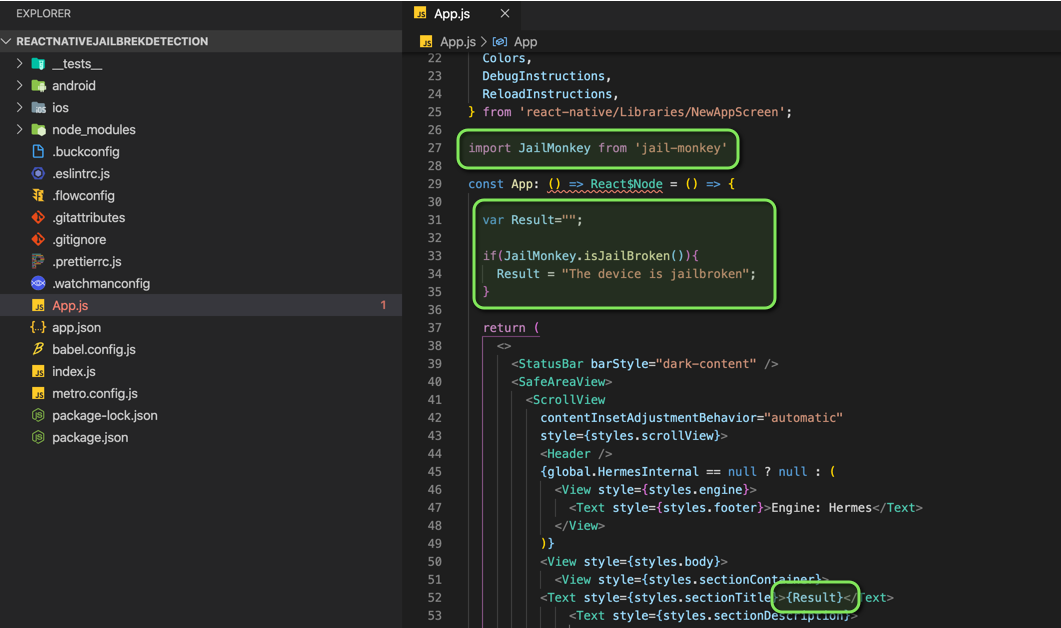 EXPLORER
REACTNATIVEJAILBREKDETECTION
__tests__
android
ios
node_modules
.buckconfig
.eslintrc.js
.flowconfig
.gitattributes
.gitignore
.prettierrc.js
.watchmanconfig
App.js 1
app.json
babel.config.js
index.js
metro.config.js
package-lock.json
package.json
JS App.js ×
JS App.js > App
22 Colors,
23 DebugInstructions,
24 ReloadInstructions,
25 } from 'react-native/Libraries/NewAppScreen';
26
27 import JailMonkey from 'jail-monkey'
28
29 const App: () => React$Node = () => {
30
31 var Result="";
32
33 if(JailMonkey.isJailBroken()){
34 Result = "The device is jailbroken";
35 }
36
37 return (
38 <>
39 <StatusBar barStyle="dark-content" />
40 <SafeAreaView>
41 <ScrollView
42 contentInsetAdjustmentBehavior="automatic"
43 style={styles.scrollView}>
44 <Header />
45 {global.HermesInternal == null ? null : (
46 <View style={styles.engine}>
47 <Text style={styles.footer}>Engine: Hermes</Text>
48 </View>
49 )}
50 <View style={styles.body}>
51 <View style={styles.sectionContainer}>
52 <Text style={styles.sectionTitle}>{Result}</Text>
53 <Text style={styles.sectionDescription}>